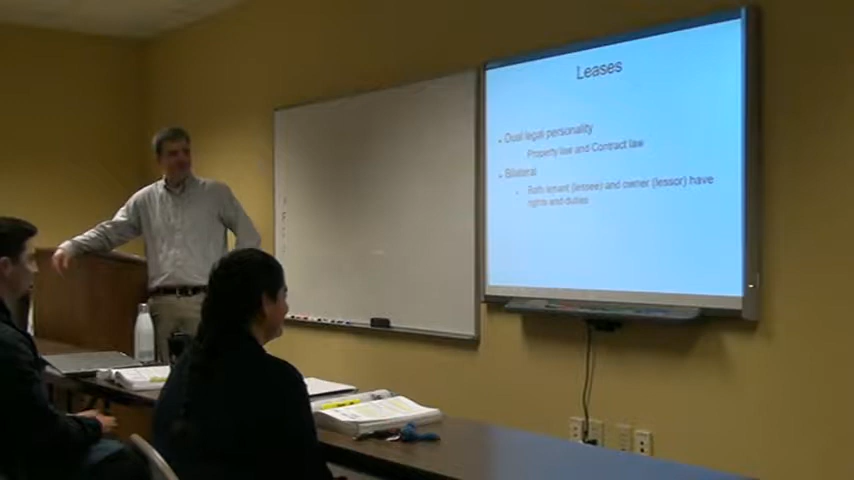 Leases
• Dual legal personality
Property law and Contract law
• Bilateral
• Both tenant (lessee) and owner (lessor) have
rights and duties